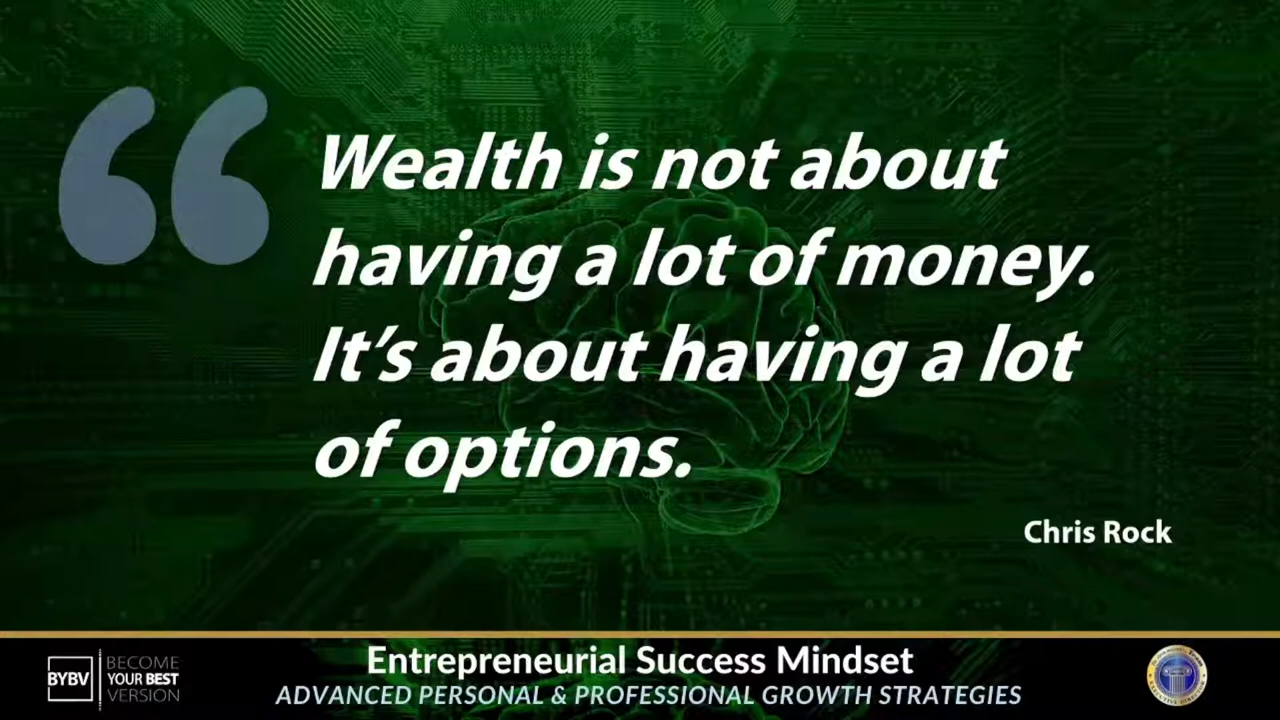 Wealth is not about
having a lot of money.
It’s about having a lot
of options.
Chris Rock
Entrepreneurial Success Mindset
ADVANCED PERSONAL & PROFESSIONAL GROWTH STRATEGIES
BYBV
BECOME
YOUR BEST
VERSION